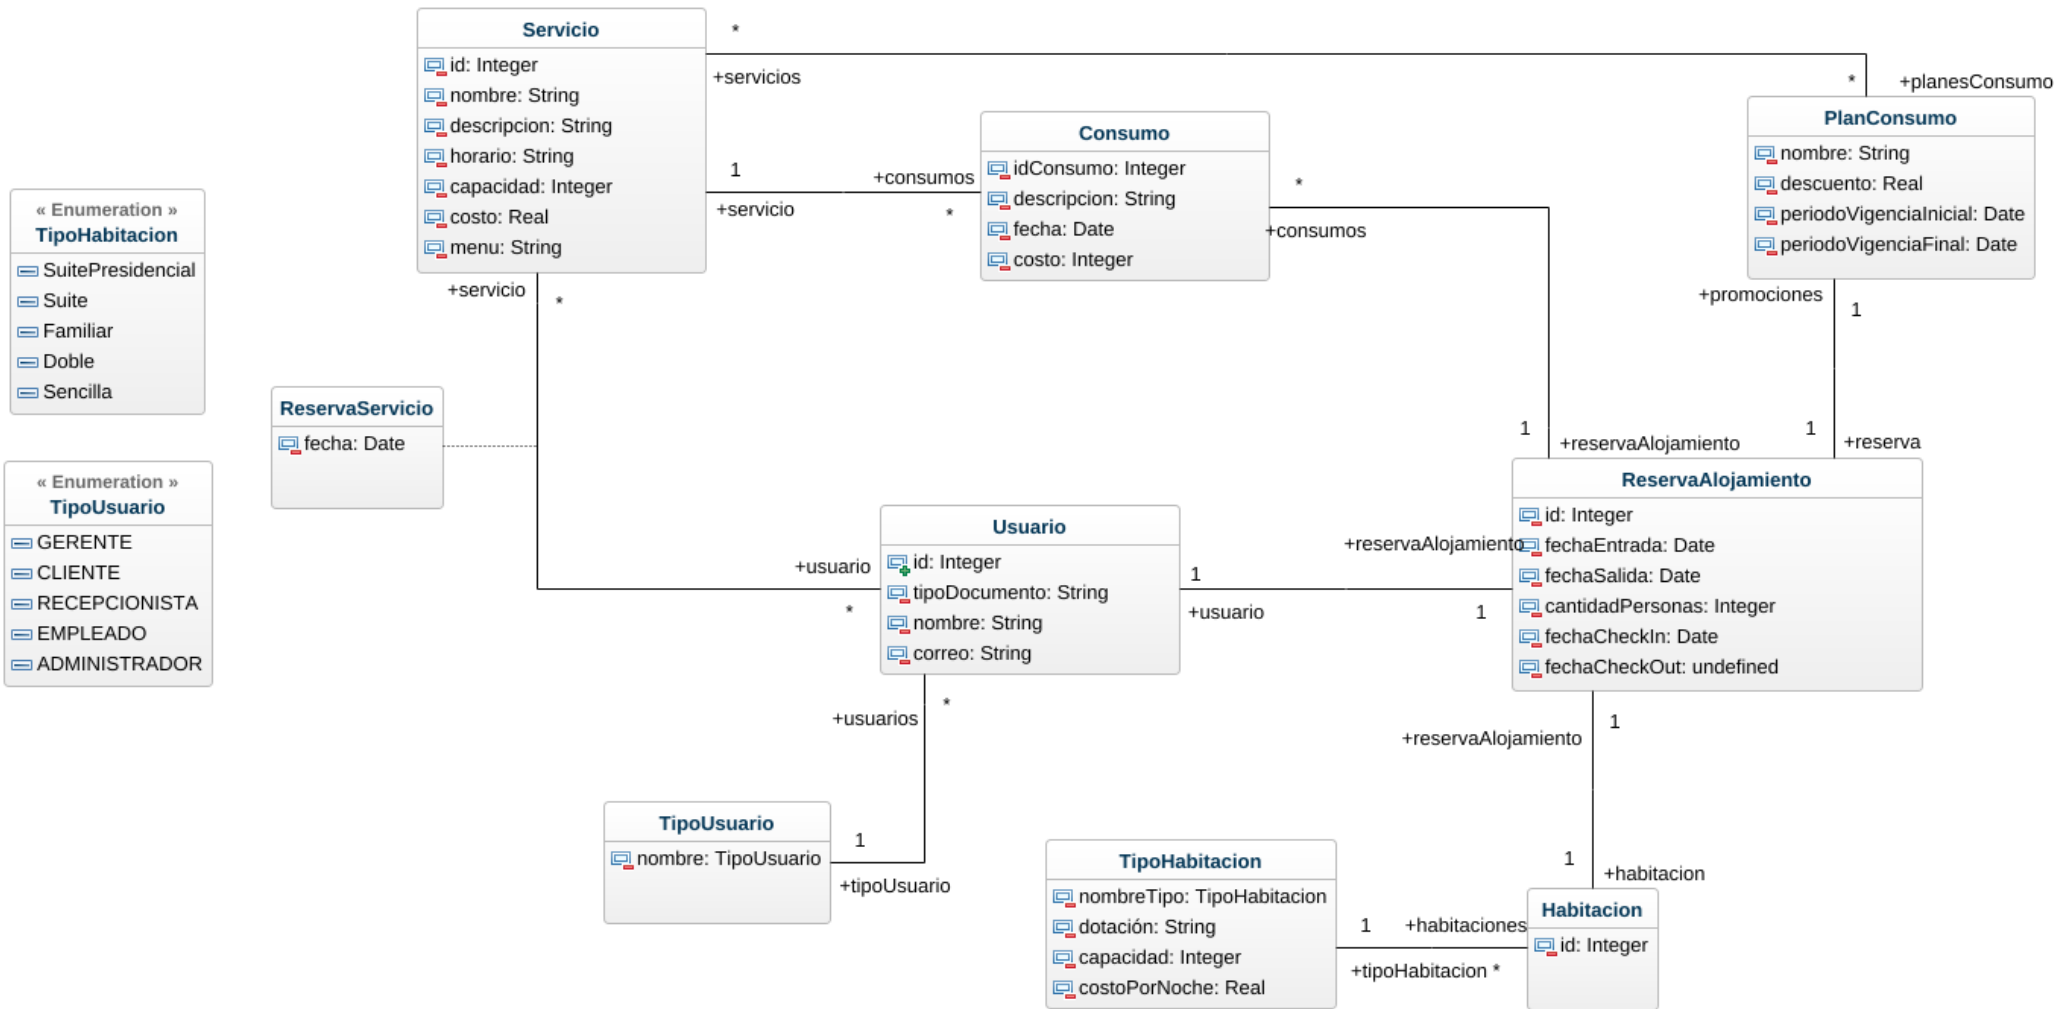 Servicio
id: Integer
nombre: String
descripcion: String
horario: String
capacidad: Integer
costo: Real
menu: String
*
+servicios
*
+planesConsumo
PlanConsumo
nombre: String
descuento: Real
periodoVigenciaInicial: Date
periodoVigenciaFinal: Date
Consumo
idConsumo: Integer
descripcion: String
fecha: Date
costo: Integer
1
+servicio
+consumos
*
*
+consumos
« Enumeration »
TipoHabitacion
SuitePresidencial
Suite
Familiar
Doble
Sencilla
+servicio
*
+promociones
1
ReservaServicio
fecha: Date
1
+reservaAlojamiento
1
+reserva
« Enumeration »
TipoUsuario
GERENTE
CLIENTE
RECEPCIONISTA
EMPLEADO
ADMINISTRADOR
ReservaAlojamiento
id: Integer
fechaEntrada: Date
fechaSalida: Date
cantidadPersonas: Integer
fechaCheckIn: Date
fechaCheckOut: undefined
Usuario
id: Integer
tipoDocumento: String
nombre: String
correo: String
+usuario
*
1
+usuario
+reservaAlojamiento
1
+usuarios
*
+reservaAlojamiento
1
TipoUsuario
nombre: TipoUsuario
1
+tipoUsuario
1
+habitacion
TipoHabitacion
nombreTipo: TipoHabitacion
dotación: String
capacidad: Integer
costoPorNoche: Real
1
+habitaciones
+tipoHabitacion *
Habitacion
id: Integer